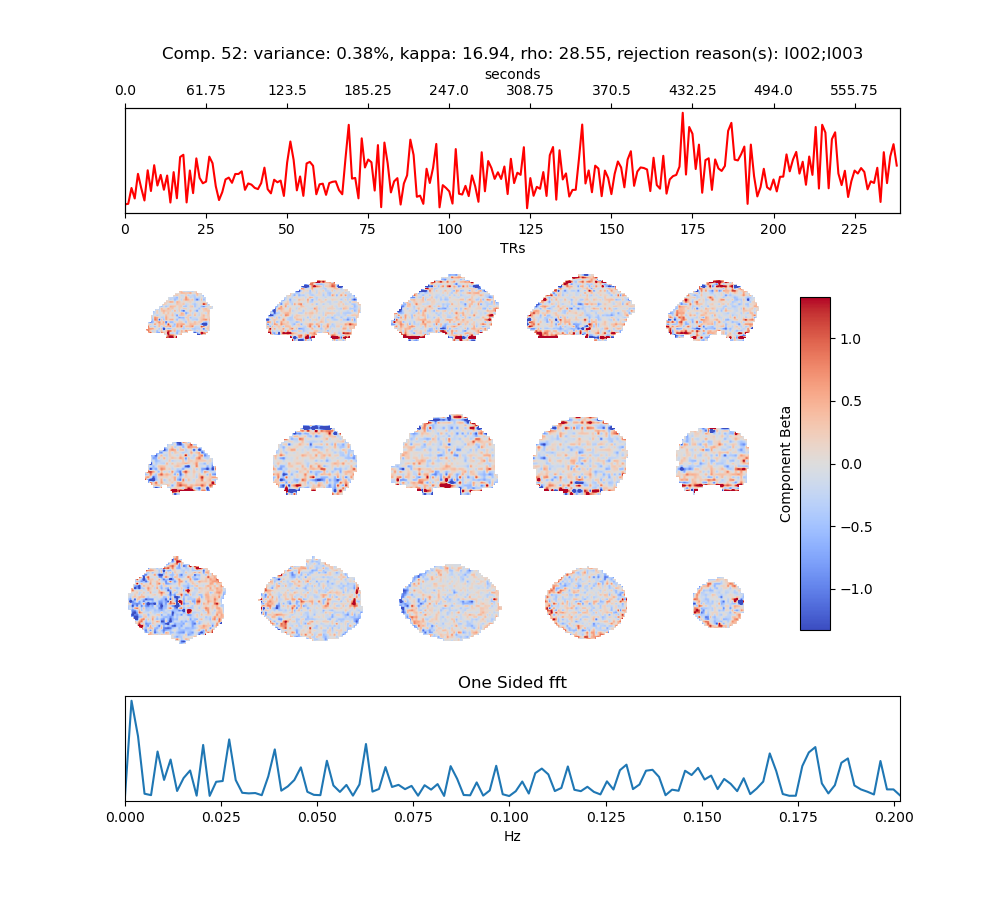 Comp. 52: variance: 0.38%, kappa: 16.94, rho: 28.55, rejection reason(s): I002;I003
seconds
0.0 61.75 123.5 185.25 247.0 308.75 370.5 432.25 494.0 555.75
0 25 50 75 100 125 150 175 200 225
TRs
1.0
0.5
0.0
−0.5
−1.0
Component Beta
One Sided fft
0.000 0.025 0.050 0.075 0.100 0.125 0.150 0.175 0.200
Hz